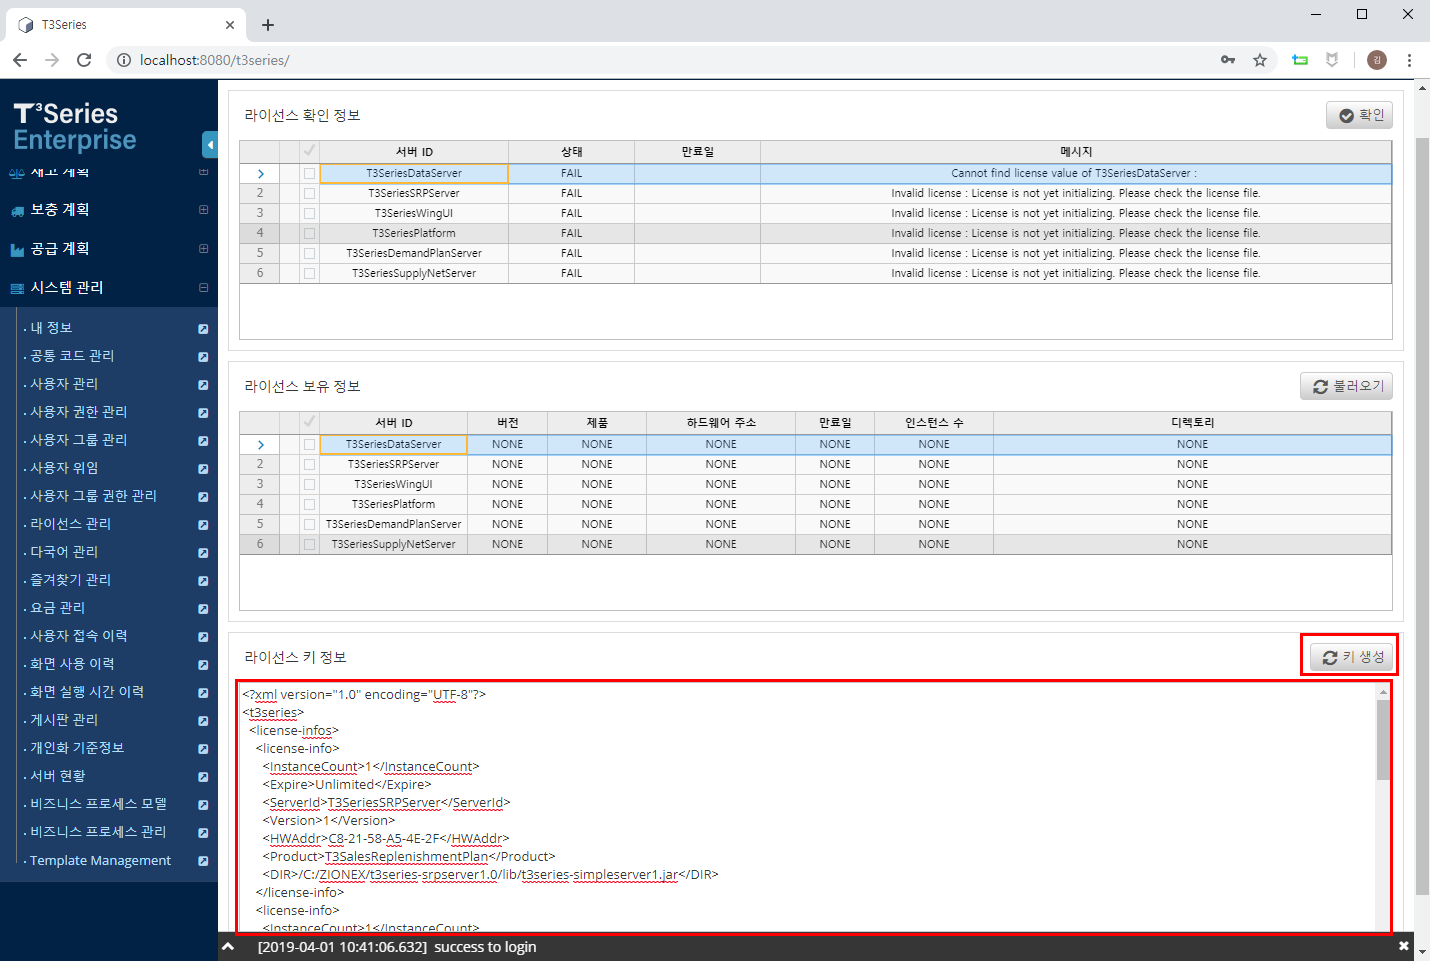 T3Series
localhost:8080/t3series/
김
T³Series
Enterprise
재고 계획
보충 계획
공급 계획
시스템 관리
내 정보
공통 코드 관리
사용자 관리
사용자 권한 관리
사용자 그룹 관리
사용자 위임
사용자 그룹 권한 관리
라이선스 관리
다국어 관리
즐겨찾기 관리
요금 관리
사용자 접속 이력
화면 사용 이력
화면 실행 시간 이력
게시판 관리
개인화 기준정보
서버 현황
비즈니스 프로세스 모델
비즈니스 프로세스 관리
Template Management
라이선스 확인 정보 확인
서버 ID 상태 만료일 메시지
T3SeriesDataServer FAIL Cannot find license value of T3SeriesDataServer :
2 T3SeriesSRPServer FAIL Invalid license : License is not yet initializing. Please check the license file.
3 T3SeriesWingUI FAIL Invalid license : License is not yet initializing. Please check the license file.
4 T3SeriesPlatform FAIL Invalid license : License is not yet initializing. Please check the license file.
5 T3SeriesDemandPlanServer FAIL Invalid license : License is not yet initializing. Please check the license file.
6 T3SeriesSupplyNetServer FAIL Invalid license : License is not yet initializing. Please check the license file.
라이선스 보유 정보 불러오기
서버 ID 버전 제품 하드웨어 주소 만료일 인스턴스 수 디렉토리
T3SeriesDataServer NONE NONE NONE NONE NONE NONE
2 T3SeriesSRPServer NONE NONE NONE NONE NONE NONE
3 T3SeriesWingUI NONE NONE NONE NONE NONE NONE
4 T3SeriesPlatform NONE NONE NONE NONE NONE NONE
5 T3SeriesDemandPlanServer NONE NONE NONE NONE NONE NONE
6 T3SeriesSupplyNetServer NONE NONE NONE NONE NONE NONE
라이선스 키 정보 키 생성
<?xml version="1.0" encoding="UTF-8"?>
<t3series>
<license-infos>
<license-info>
<InstanceCount>1</InstanceCount>
<Expire>Unlimited</Expire>
<ServerId>T3SeriesSRPServer</ServerId>
<Version>1</Version>
<HWAddr>C8-21-58-A5-4E-2F</HWAddr>
<Product>T3SalesReplenishmentPlan</Product>
<DIR>/C:/ZIONEX/t3series-srpserver1.0/lib/t3series-simpleserver1.jar</DIR>
</license-info>
<license-info>
<InstanceCount>1</InstanceCount>
[2019-04-01 10:41:06.632] success to login